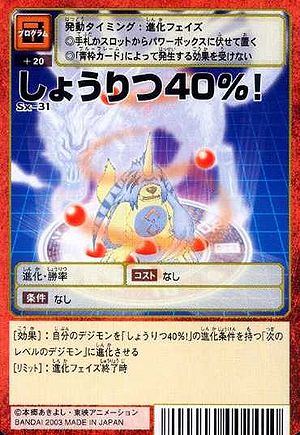 プログラム
+20
発動タイミング：進化フェイズ
◎手札かスロットからパワーボックスに伏せて置く
◎「青枠カード」によって発生する効果を受けない
しょうりつ40%!
Sx-31
進化・勝率
コスト なし
条件 なし
[効果]：自分のデジモンを「しょうりつ40%!」の進化条件を持つ「次の
レベルのデジモン」に進化させる
[リミット]：進化フェイズ終了時
©本郷あきよし・東映アニメーション
BANDAI 2003 MADE IN JAPAN